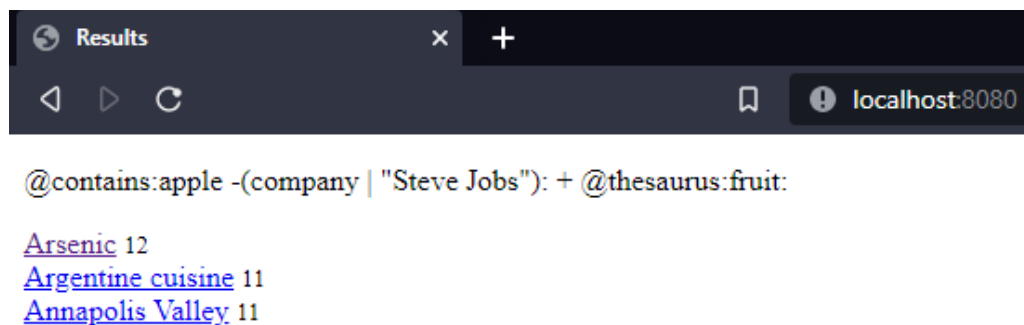 Results
localhost:8080
@contains:apple -(company | "Steve Jobs"): + @thesaurus:fruit:
Arsenic 12
Argentine cuisine 11
Annapolis Valley 11